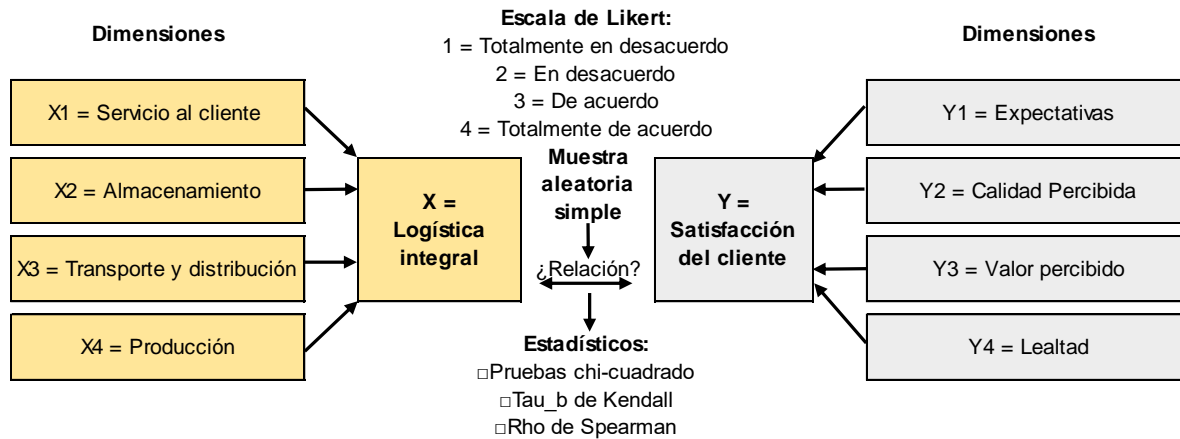 Dimensiones
X1 = Servicio al cliente
X2 = Almacenamiento
X3 = Transporte y distribución
X4 = Producción
X =
Logística
integral
Escala de Likert:
1 = Totalmente en desacuerdo
2 = En desacuerdo
3 = De acuerdo
4 = Totalmente de acuerdo
Muestra
aleatoria
simple
¿Relación?
Estadísticos:
□Pruebas chi-cuadrado
□Tau_b de Kendall
□Rho de Spearman
Y =
Satisfacción
del cliente
Dimensiones
Y1 = Expectativas
Y2 = Calidad Percibida
Y3 = Valor percibido
Y4 = Lealtad